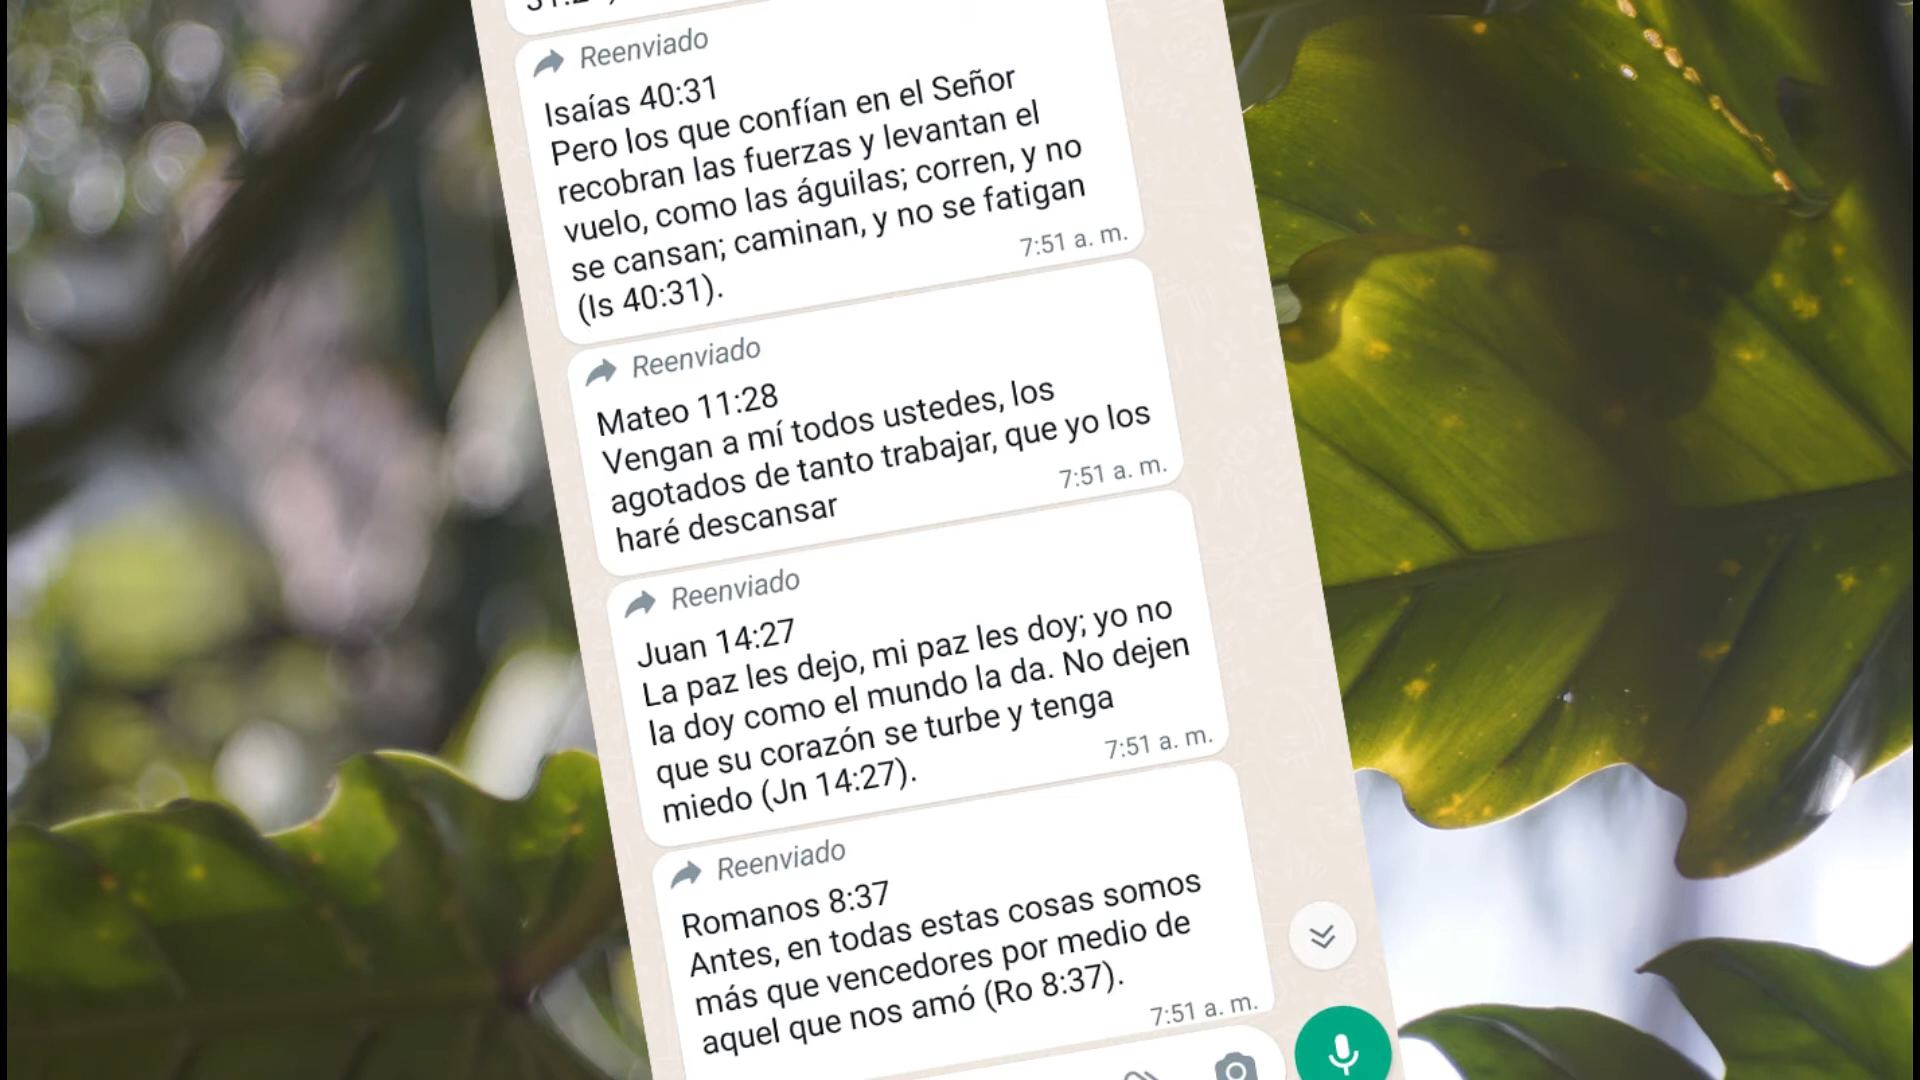 Reenviado
Isaías 40:31
Pero los que confían en el Señor
recobran las fuerzas y levantan el
vuelo, como las águilas; corren, y no
se cansan; caminan, y no se fatigan
(Is 40:31).
7:51 a. m.
Reenviado
Mateo 11:28
Vengan a mí todos ustedes, los
agotados de tanto trabajar, que yo los
haré descansar
7:51 a. m.
Reenviado
Juan 14:27
La paz les dejo, mi paz les doy; yo no
la doy como el mundo la da. No dejen
que su corazón se turbe y tenga
miedo (Jn 14:27).
7:51 a. m.
Reenviado
Romanos 8:37
Antes, en todas estas cosas somos
más que vencedores por medio de
aquel que nos amó (Ro 8:37).
7:51 a. m.